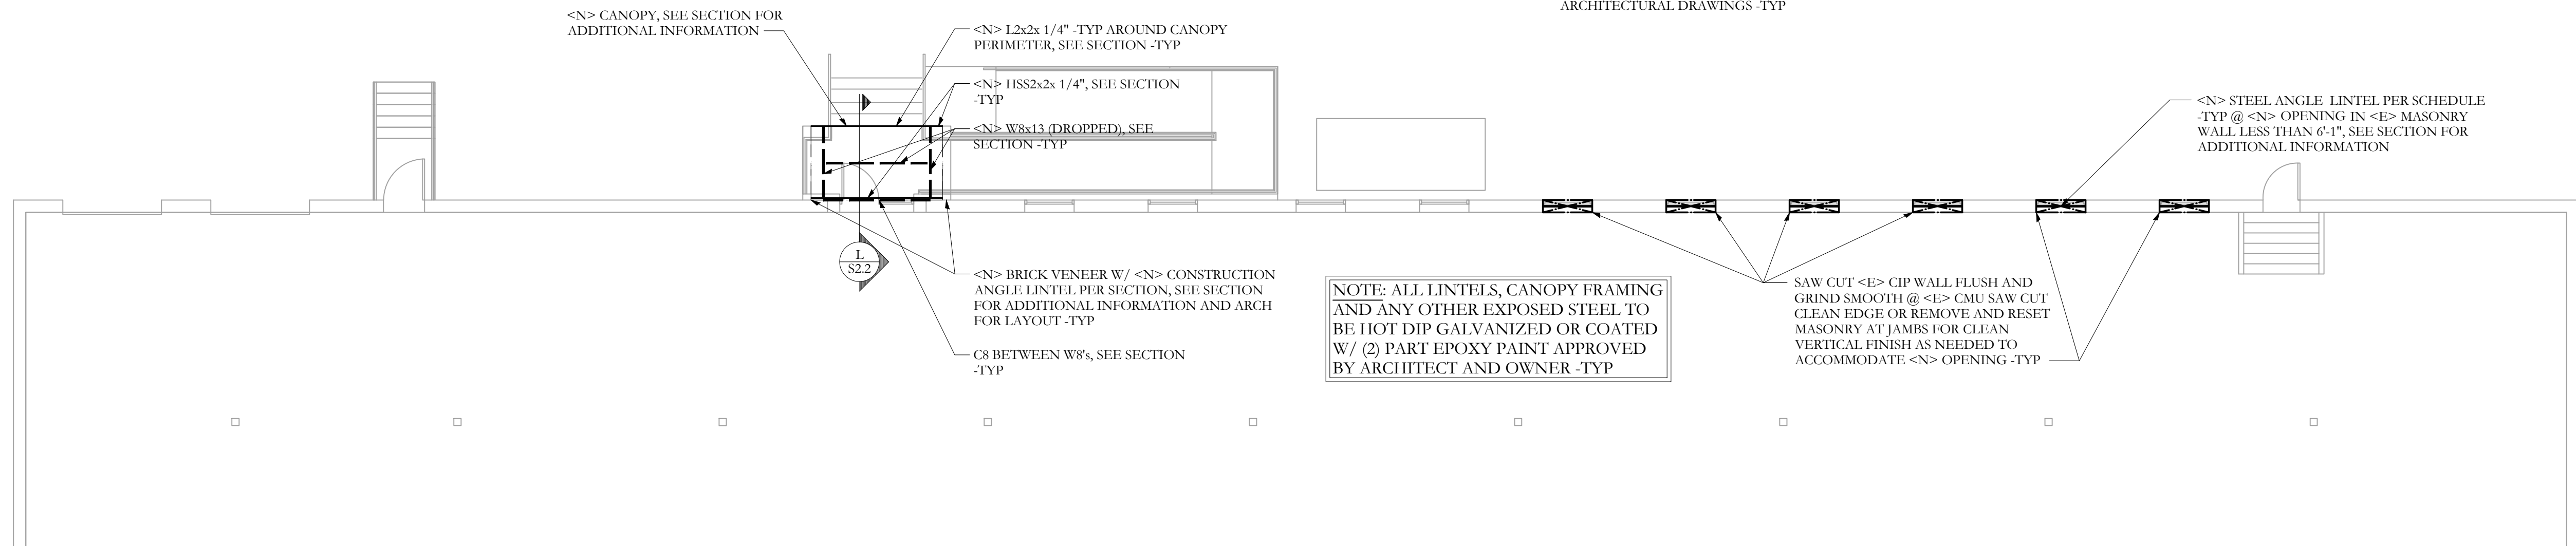 ARCHITECTURAL DRAWINGS -TYP
<N> CANOPY, SEE SECTION FOR
ADDITIONAL INFORMATION
<N> L2x2x 1/4" -TYP AROUND CANOPY
PERIMETER, SEE SECTION -TYP
<N> HSS2x2x 1/4", SEE SECTION
-TYP
<N> W8x13 (DROPPED), SEE
SECTION -TYP
<N> STEEL ANGLE LINTEL PER SCHEDULE
-TYP @ <N> OPENING IN <E> MASONRY
WALL LESS THAN 6'-1", SEE SECTION FOR
ADDITIONAL INFORMATION
L
S2.2
<N> BRICK VENEER W/ <N> CONSTRUCTION
ANGLE LINTEL PER SECTION, SEE SECTION
FOR ADDITIONAL INFORMATION AND ARCH
FOR LAYOUT -TYP
C8 BETWEEN W8's, SEE SECTION
-TYP
NOTE: ALL LINTELS, CANOPY FRAMING
AND ANY OTHER EXPOSED STEEL TO
BE HOT DIP GALVANIZED OR COATED
W/ (2) PART EPOXY PAINT APPROVED
BY ARCHITECT AND OWNER -TYP
SAW CUT <E> CIP WALL FLUSH AND
GRIND SMOOTH @ <E> CMU SAW CUT
CLEAN EDGE OR REMOVE AND RESET
MASONRY AT JAMBS FOR CLEAN
VERTICAL FINISH AS NEEDED TO
ACCOMMODATE <N> OPENING -TYP